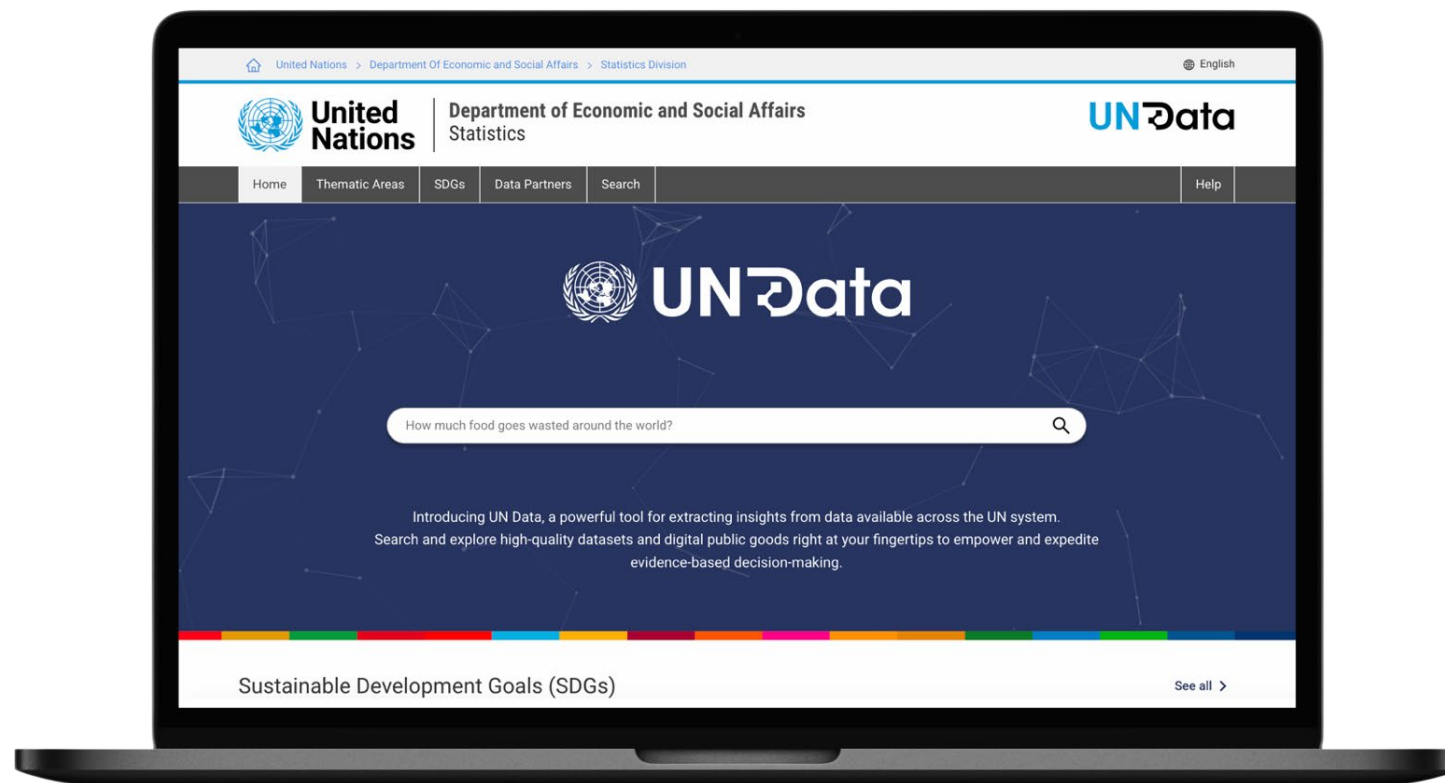 United Nations > Department Of Economic and Social Affairs > Statistics Division
English
United
Nations
Department of Economic and Social Affairs
Statistics
UN Data
Home
Thematic Areas
SDGs
Data Partners
Search
Help
UN Data
How much food goes wasted around the world?
Introducing UN Data, a powerful tool for extracting insights from data available across the UN system.
Search and explore high-quality datasets and digital public goods right at your fingertips to empower and expedite
evidence-based decision-making.
Sustainable Development Goals (SDGs)
See all >